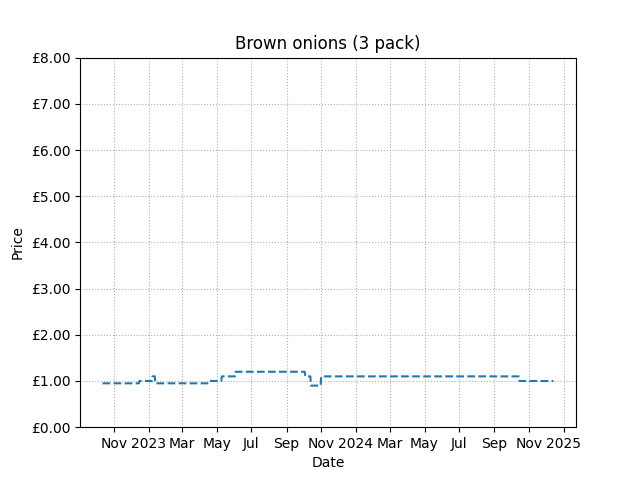 Brown onions (3 pack)
£8.00
£7.00
£6.00
£5.00
£4.00
£3.00
£2.00
£1.00
£0.00
Price
Nov 2023 Mar May Jul Sep Nov 2024 Mar May Jul Sep Nov 2025
Date